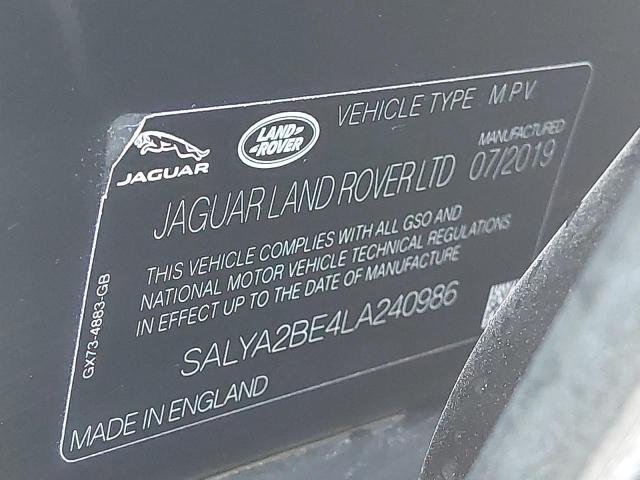 VEHICLE TYPE MPV
JAGUAR
LAND-
-ROVER
MANUFACTURED
JAGUAR LAND ROVER LTD 07/2019
THIS VEHICLE COMPLIES WITH ALL GSO AND
NATIONAL MOTOR VEHICLE TECHNICAL REGULATIONS
IN EFFECT UP TO THE DATE OF MANUFACTURE
SALYA2BE4LA240986
MADE IN ENGLAND
GX73-4883-GB